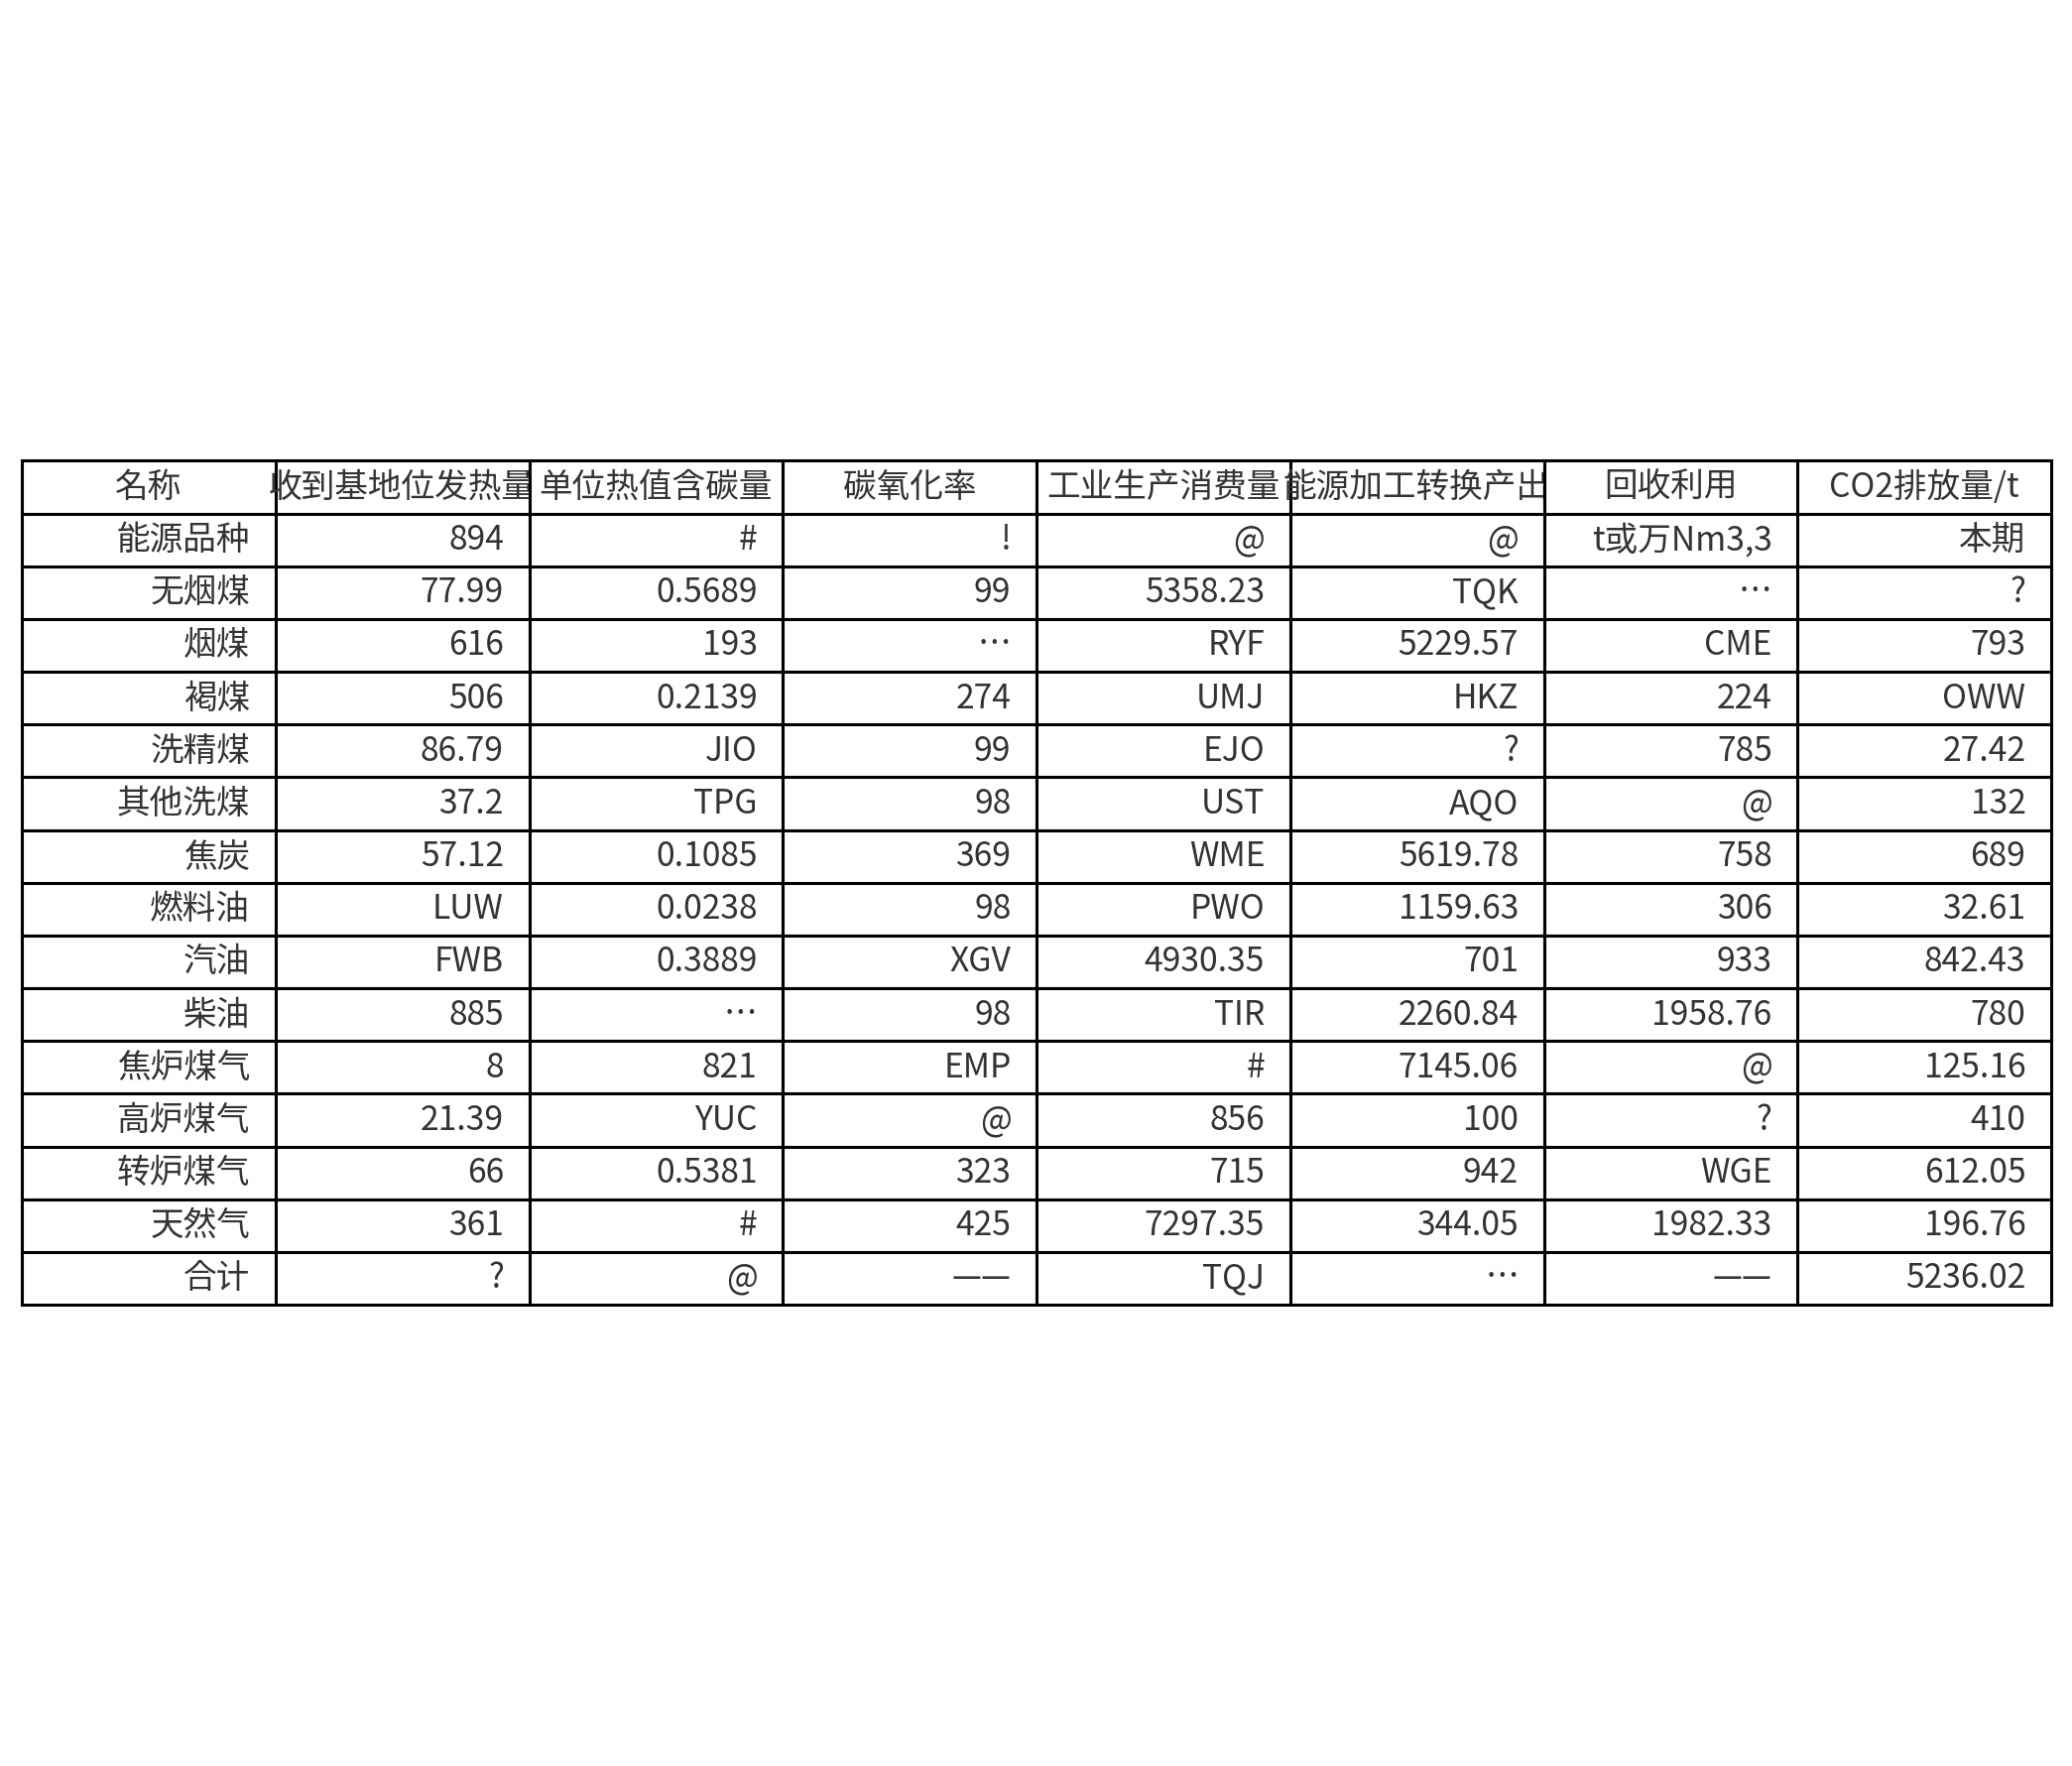 名称 收到基地位发热量 单位热值含碳量 碳氧化率 工业生产消费量 能源加工转换产出 回收利用 CO2排放量/t
能源品种 894 # ! @ @ t或万Nm3,3 本期
无烟煤 77.99 0.5689 99 5358.23 TQK … ?
烟煤 616 193 … RYF 5229.57 CME 793
褐煤 506 0.2139 274 UMJ HKZ 224 OWW
洗精煤 86.79 JIO 99 EJO ? 785 27.42
其他洗煤 37.2 TPG 98 UST AQO @ 132
焦炭 57.12 0.1085 369 WME 5619.78 758 689
燃料油 LUW 0.0238 98 PWO 1159.63 306 32.61
汽油 FWB 0.3889 XGV 4930.35 701 933 842.43
柴油 885 … 98 TIR 2260.84 1958.76 780
焦炉煤气 8 821 EMP # 7145.06 @ 125.16
高炉煤气 21.39 YUC @ 856 100 ? 410
转炉煤气 66 0.5381 323 715 942 WGE 612.05
天然气 361 # 425 7297.35 344.05 1982.33 196.76
合计 ? @ —— TQJ … —— 5236.02